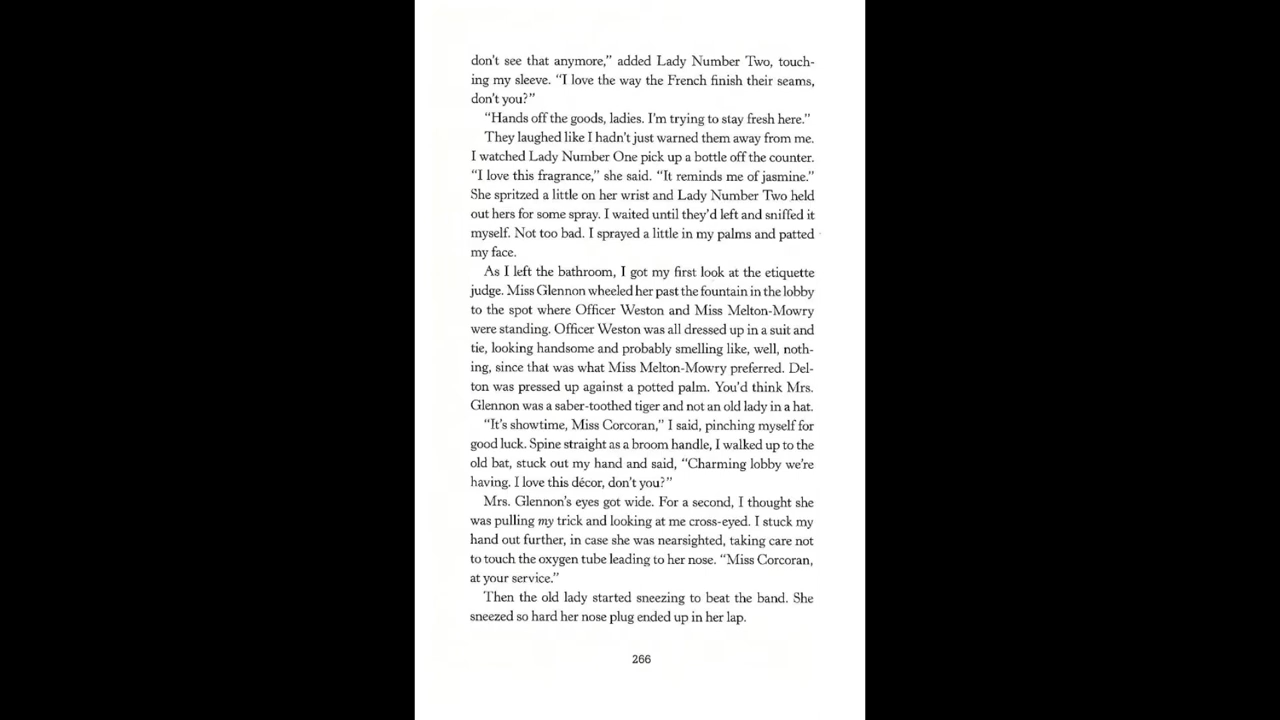 don't see that anymore,” added Lady Number Two, touch-
ing my sleeve. “I love the way the French finish their seams,
don't you?”
“Hands off the goods, ladies. I'm trying to stay fresh here.”
They laughed like I hadn't just warned them away from me.
I watched Lady Number One pick up a bottle off the counter.
“I love this fragrance,” she said. “It reminds me of jasmine.”
She spritzed a little on her wrist and Lady Number Two held
out hers for some spray. I waited until they'd left and sniffed it
myself. Not too bad. I sprayed a little in my palms and patted
my face.
As I left the bathroom, I got my first look at the etiquette
judge. Miss Glennon wheeled her past the fountain in the lobby
to the spot where Officer Weston and Miss Melton-Mowry
were standing. Officer Weston was all dressed up in a suit and
tie, looking handsome and probably smelling like, well, noth-
ing, since that was what Miss Melton-Mowry preferred. Del-
ton was pressed up against a potted palm. You'd think Mrs.
Glennon was a saber-toothed tiger and not an old lady in a hat.
“It's showtime, Miss Corcoran,” I said, pinching myself for
good luck. Spine straight as a broom handle, I walked up to the
old bat, stuck out my hand and said, “Charming lobby we're
having. I love this décor, don't you?”
Mrs. Glennon's eyes got wide. For a second, I thought she
was pulling my trick and looking at me cross-eyed. I stuck my
hand out further, in case she was nearsighted, taking care not
to touch the oxygen tube leading to her nose. “Miss Corcoran,
at your service.”
Then the old lady started sneezing to beat the band. She
sneezed so hard her nose plug ended up in her lap.
266